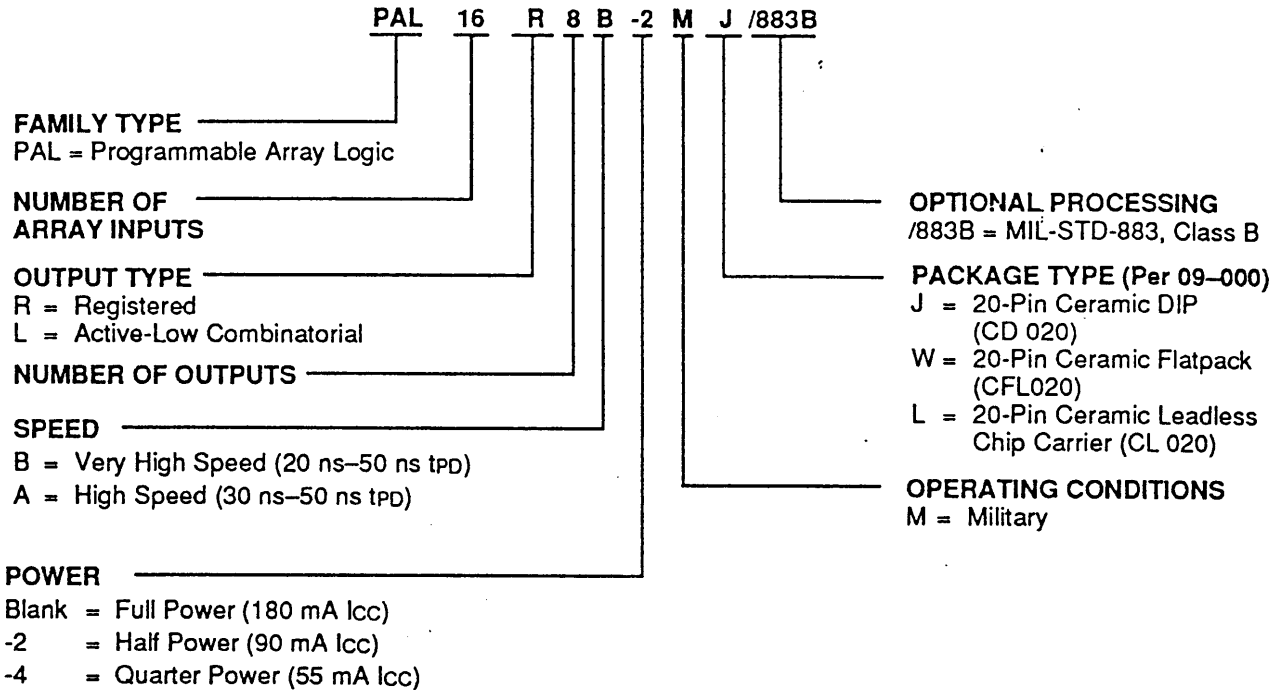 PAL 16 R 8 B -2 M J /883B
FAMILY TYPE
PAL = Programmable Array Logic
NUMBER OF
ARRAY INPUTS
OUTPUT TYPE
R = Registered
L = Active-Low Combinatorial
NUMBER OF OUTPUTS
SPEED
B = Very High Speed (20 ns–50 ns tPD)
A = High Speed (30 ns–50 ns tPD)
POWER
Blank = Full Power (180 mA Icc)
-2 = Half Power (90 mA Icc)
-4 = Quarter Power (55 mA Icc)
OPTIONAL PROCESSING
/883B = MIL-STD-883, Class B
PACKAGE TYPE (Per 09–000)
J = 20-Pin Ceramic DIP
(CD 020)
W = 20-Pin Ceramic Flatpack
(CFL020)
L = 20-Pin Ceramic Leadless
Chip Carrier (CL 020)
OPERATING CONDITIONS
M = Military